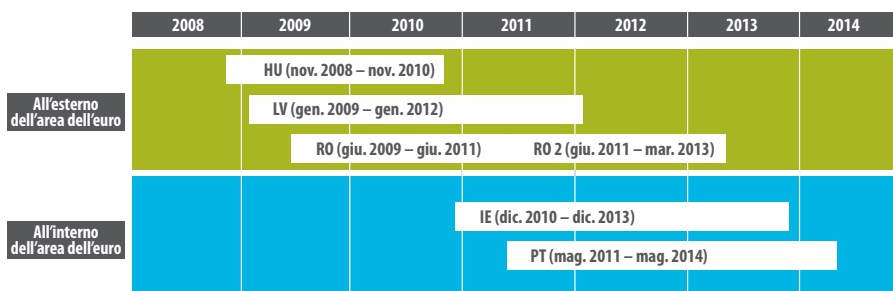 2008 2009 2010 2011 2012 2013 2014
All'esterno
dell'area dell'euro
HU (nov. 2008 – nov. 2010)
LV (gen. 2009 – gen. 2012)
RO (giu. 2009 – giu. 2011) RO 2 (giu. 2011 – mar. 2013)
All'interno
dell'area dell'euro
IE (dic. 2010 – dic. 2013)
PT (mag. 2011 – mag. 2014)